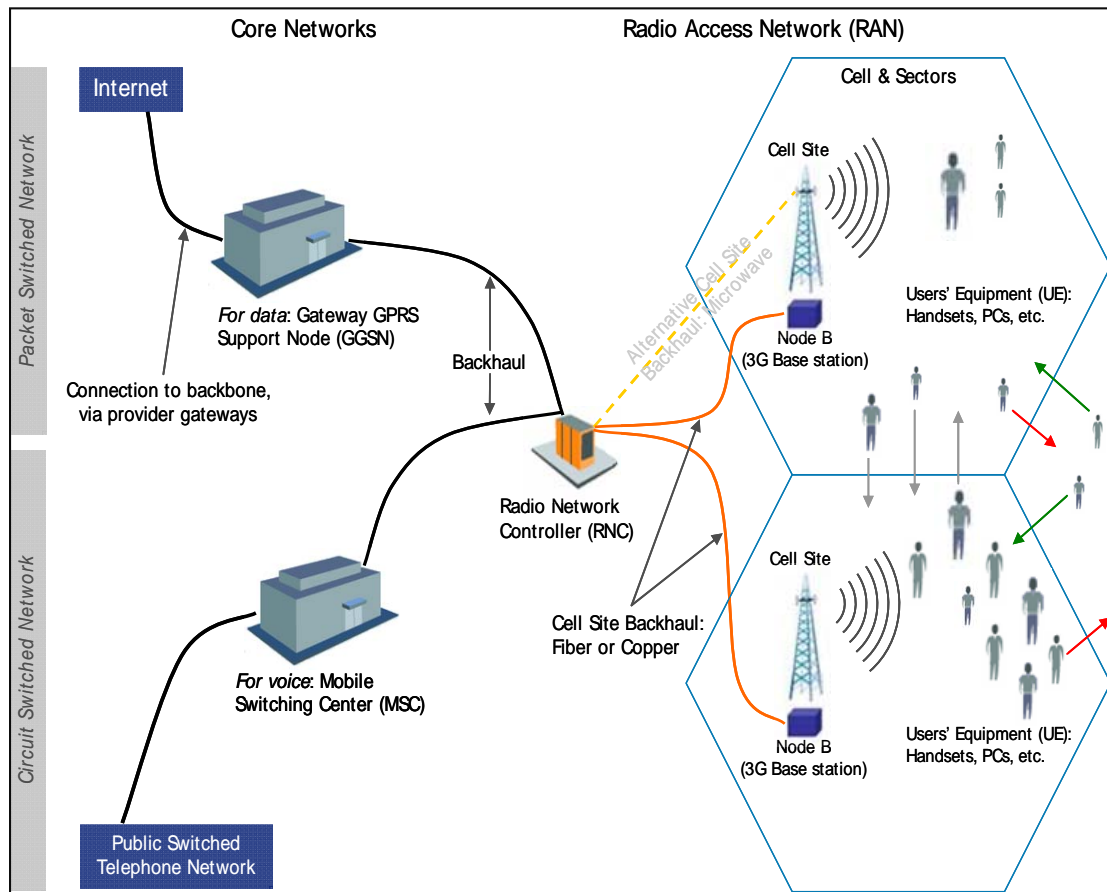 Core Networks
Radio Access Network (RAN)
Packet Switched Network
Circuit Switched Network
Internet
For data: Gateway GPRS
Support Node (GGSN)
Connection to backbone,
via provider gateways
Backhaul
Radio Network
Controller (RNC)
For voice: Mobile
Switching Center (MSC)
Public Switched
Telephone Network
Alternative Cell Site
Backhaul: Microwave
Cell Site Backhaul:
Fiber or Copper
Cell & Sectors
Cell Site
Node B
(3G Base station)
Users' Equipment (UE):
Handsets, PCs, etc.
Cell Site
Node B
(3G Base station)
Users' Equipment (UE):
Handsets, PCs, etc.